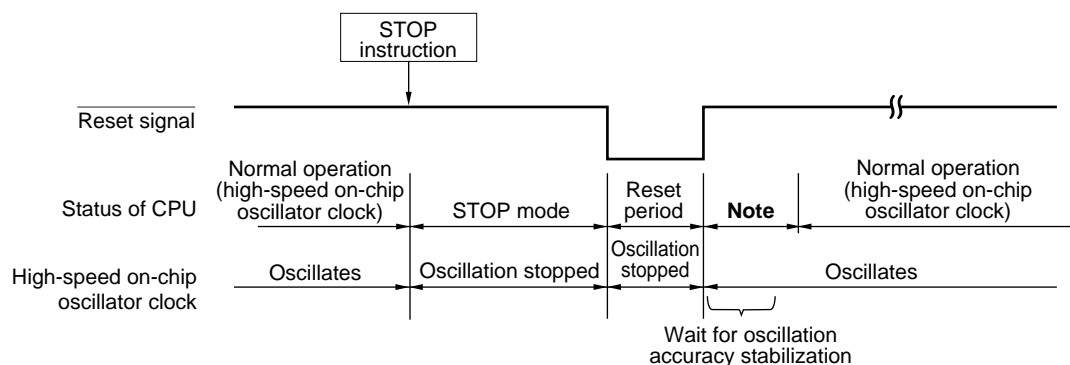 STOP
instruction
Reset signal
Normal operation
(high-speed on-chip
oscillator clock)
Status of CPU
STOP mode
Reset
period
Note
Normal operation
(high-speed on-chip
oscillator clock)
High-speed on-chip
oscillator clock
Oscillates
Oscillation stopped
Oscillation
stopped
Oscillates
Wait for oscillation
accuracy stabilization